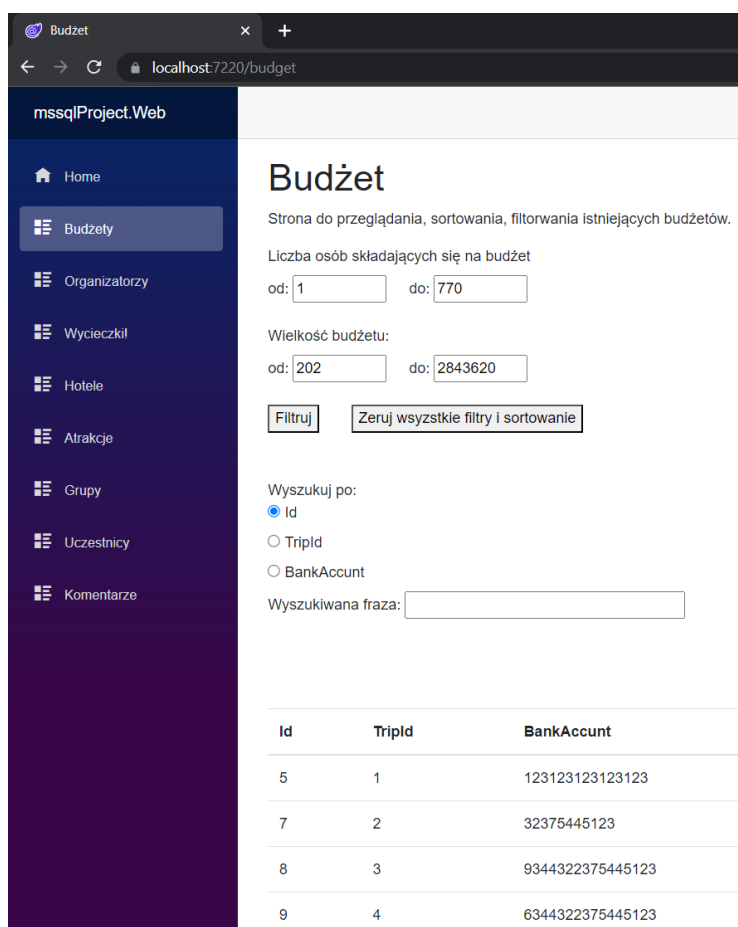 Budżet
localhost:7220/budget
mssqlProject.Web
Home
Budżety
Organizatorzy
Wycieczkil
Hotele
Atrakcje
Grupy
Uczestnicy
Komentarze
Budżet
Strona do przeglądania, sortowania, filtorwania istniejących budżetów.
Liczba osób składających się na budżet
od: 1 do: 770
Wielkość budżetu:
od: 202 do: 2843620
Filtruj Zeruj wsyzstkie filtry i sortowanie
Wyszukuj po:
Id
TripId
BankAccunt
Wyszukiwana fraza:
Id TripId BankAccunt
5 1 123123123123123
7 2 32375445123
8 3 9344322375445123
9 4 6344322375445123